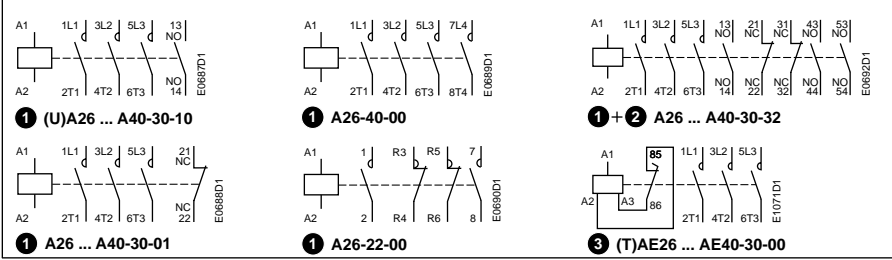 A1 1L1 3L2 5L3 13 NO
A2 2T1 4T2 6T3 NO 14
E0687D1
1 (U)A26 ... A40-30-10
A1 1L1 3L2 5L3 7L4
A2 2T1 4T2 6T3 8T4
E0689D1
1 A26-40-00
A1 1L1 3L2 5L3 13 NO 21 NC 31 NC 43 NO 53 NO
A2 2T1 4T2 6T3 NO 14 NC 22 NC 32 NO 44 NO 54
E0692D1
1+2 A26 ... A40-30-32
A1 1L1 3L2 5L3 21 NC
A2 2T1 4T2 6T3 NC 22
E0688D1
1 A26 ... A40-30-01
A1 1 R3 R5 7
A2 2 R4 R6 8
E0690D1
1 A26-22-00
A1 85 1L1 3L2 5L3
A2 A3 86 2T1 4T2 6T3
E1071D1
3 (T)AE26 ... AE40-30-00